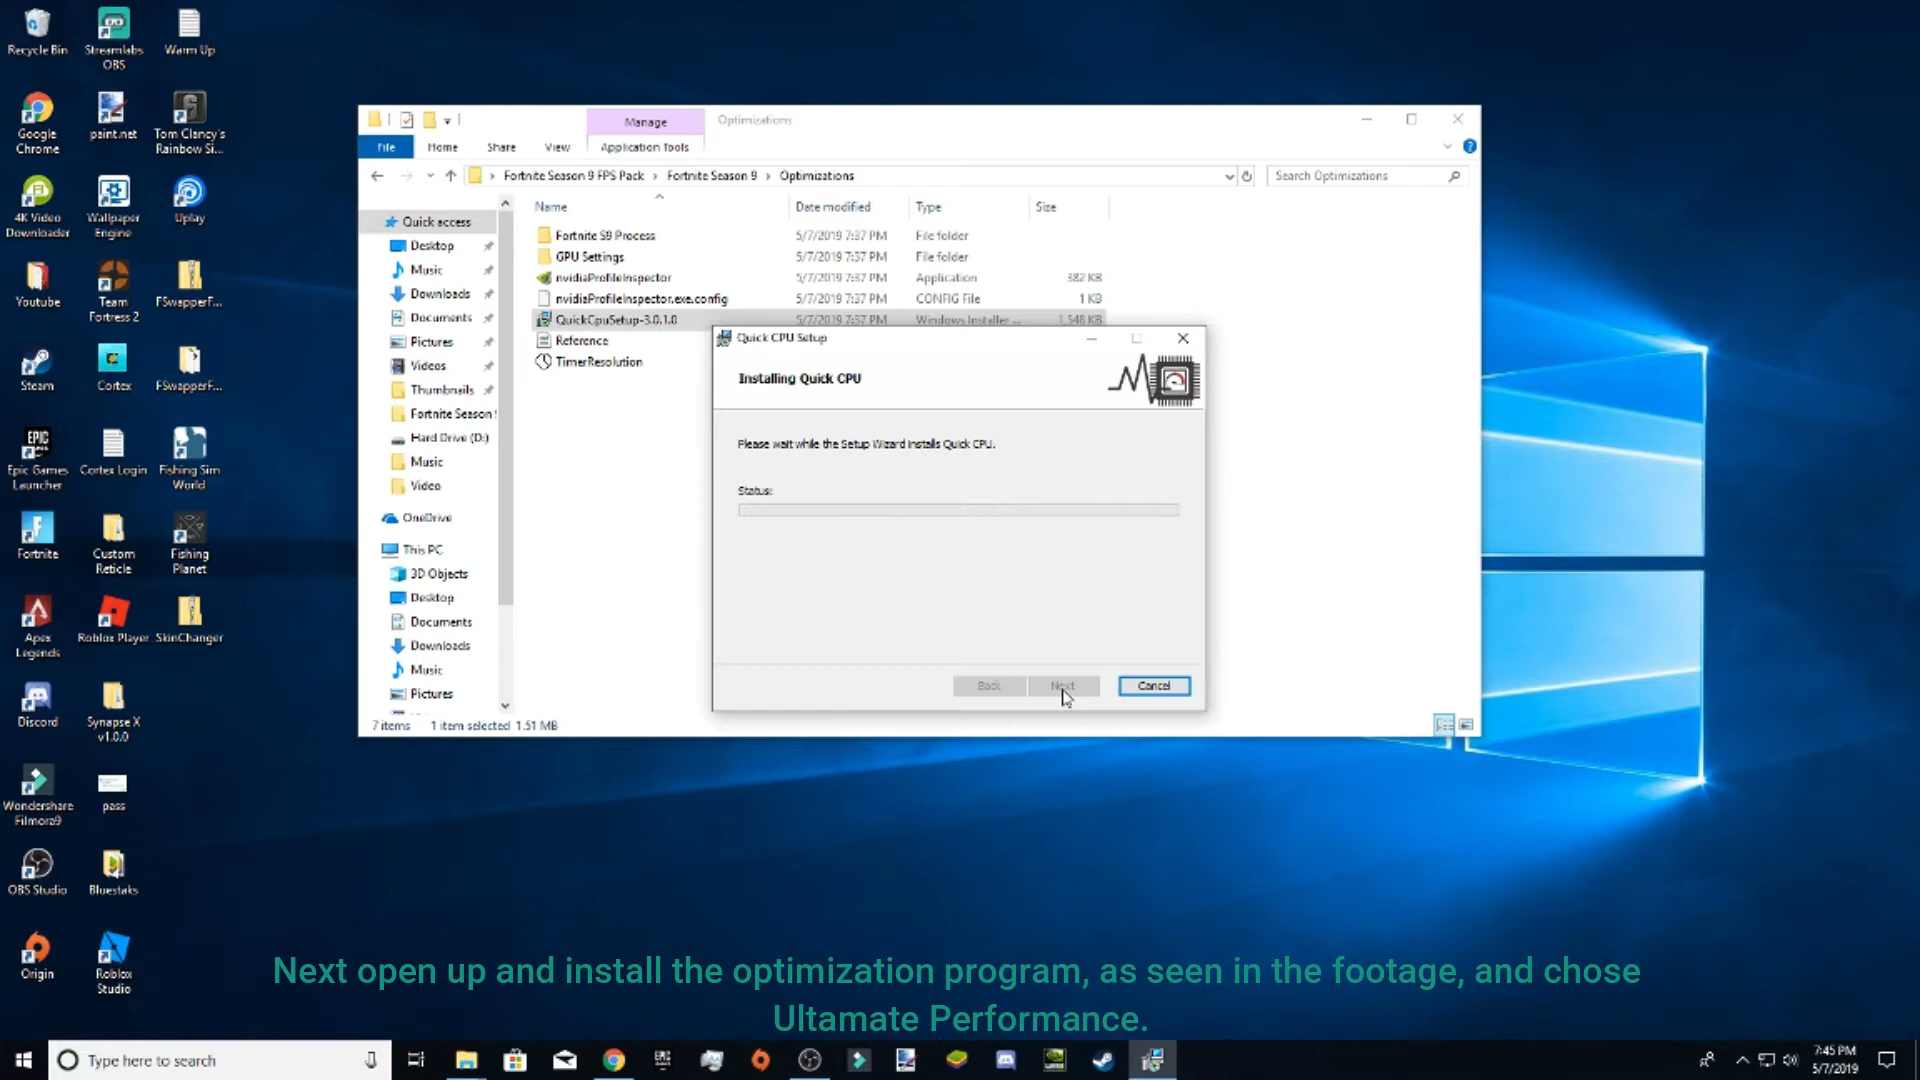 Recycle Bin
Streamlabs OBS
Warm Up
Google Chrome
paint.net
Tom Clancy's Rainbow Si...
4K Video Downloader
Wallpaper Engine
Uplay
Youtube
Team Fortress 2
FSwapperF...
Steam
Cortex
FSwapperF...
Epic Games Launcher
Cortex Login
Fishing Sim World
Fortnite
Custom Reticle
Fishing Planet
Apex Legends
Roblox Player
SkinChanger
Discord
Synapse X v1.0.0
Wondershare Filmora9
pass
OBS Studio
Bluestaks
Origin
Roblox Studio
Manage
Optimizations
File
Home
Share
View
Application Tools
Fortnite Season 9 FPS Pack
Fortnite Season 9
Optimizations
Search Optimizations
Name
Date modified
Type
Size
Quick access
Desktop
Music
Downloads
Documents
Pictures
Videos
Thumbnails
Fortnite Season
Hard Drive (D:)
Music
Video
OneDrive
This PC
3D Objects
Desktop
Documents
Downloads
Music
Pictures
Fortnite S9 Process 5/7/2019 7:37 PM File folder
GPU Settings 5/7/2019 7:37 PM File folder
nvidiaProfileInspector 5/7/2019 7:37 PM Application 382 KB
nvidiaProfileInspector.exe.config 5/7/2019 7:37 PM CONFIG File 1 KB
QuickCpuSetup-3.0.1.0 5/7/2019 7:37 PM Windows Installer ... 1,548 KB
Reference
TimerResolution
Quick CPU Setup
Installing Quick CPU
Please wait while the Setup Wizard installs Quick CPU.
Status:
Back
Next
Cancel
7 items 1 item selected 1.51 MB
Next open up and install the optimization program, as seen in the footage, and chose
Ultamate Performance.
Type here to search
7:45 PM
5/7/2019